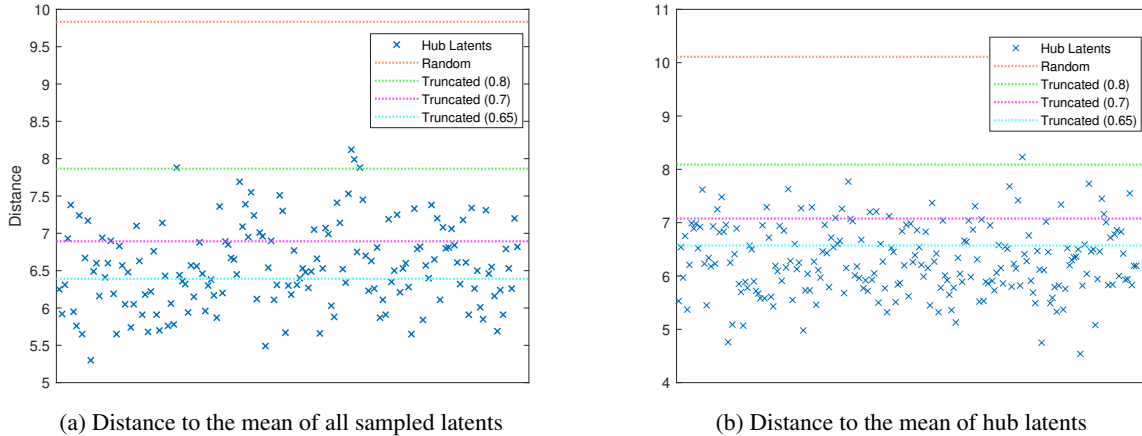 10
9.5
9
8.5
8
7.5
7
6.5
6
5.5
5
Distance
Hub Latents
Random
Truncated (0.8)
Truncated (0.7)
Truncated (0.65)
(a) Distance to the mean of all sampled latents
11
10
9
8
7
6
5
4
Hub Latents
Random
Truncated (0.8)
Truncated (0.7)
Truncated (0.65)
(b) Distance to the mean of hub latents